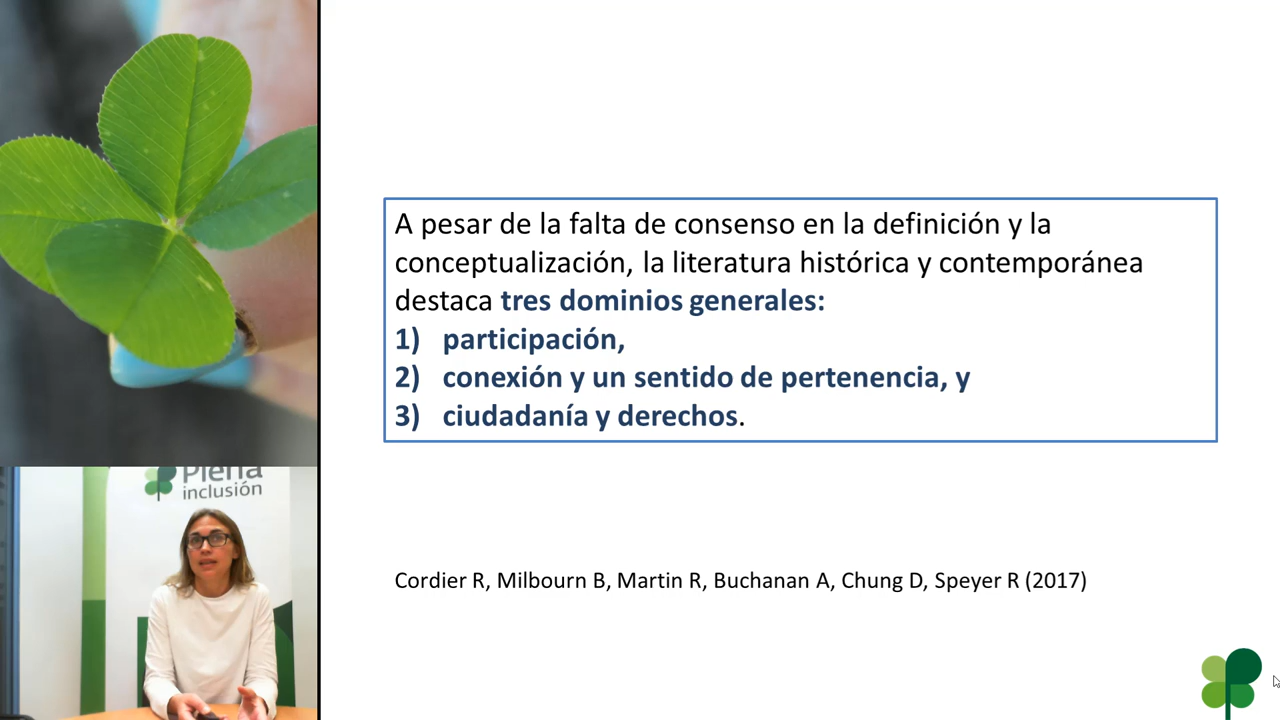 A pesar de la falta de consenso en la definición y la
conceptualización, la literatura histórica y contemporánea
destaca tres dominios generales:
1) participación,
2) conexión y un sentido de pertenencia, y
3) ciudadanía y derechos.
Plena
inclusión
Cordier R, Milbourn B, Martin R, Buchanan A, Chung D, Speyer R (2017)